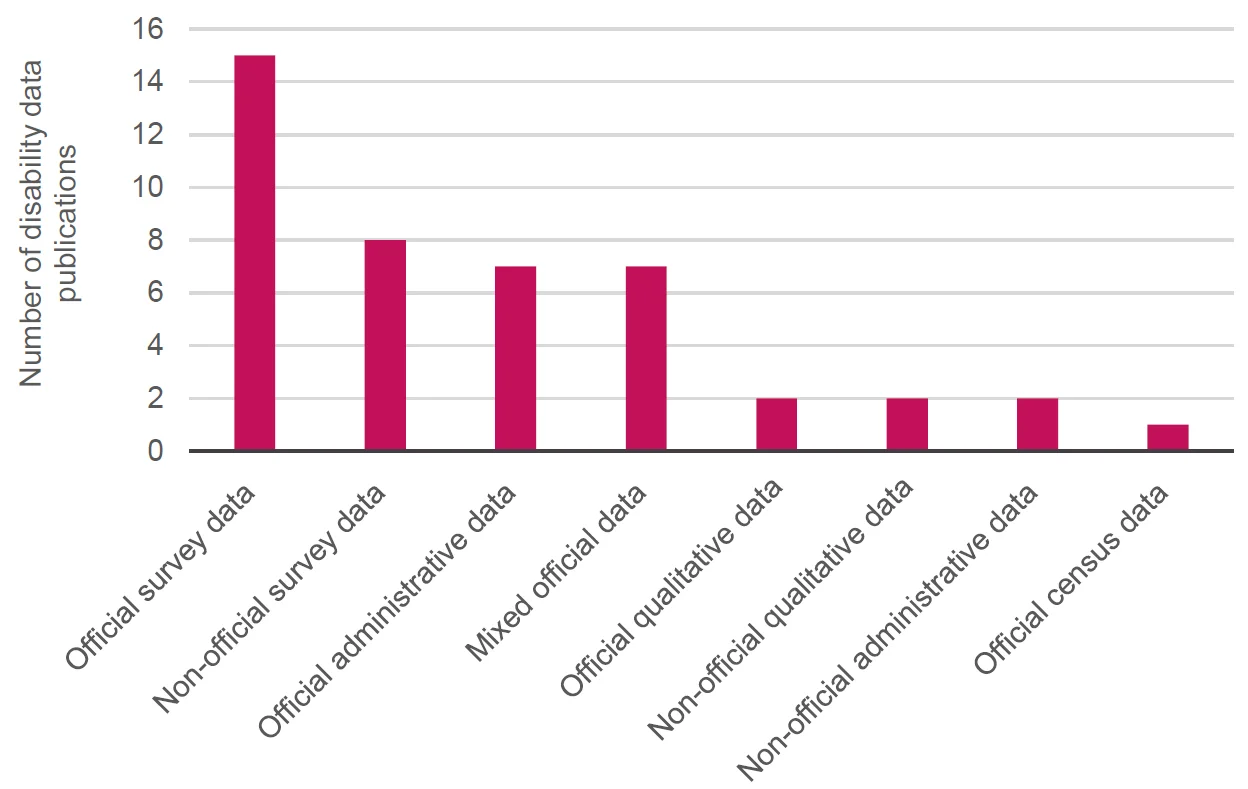 Number of disability data
publications
16
14
12
10
8
6
4
2
0
Official survey data
Non-official survey data
Official administrative data
Mixed official data
Official qualitative data
Non-official qualitative data
Non-official administrative data
Official census data